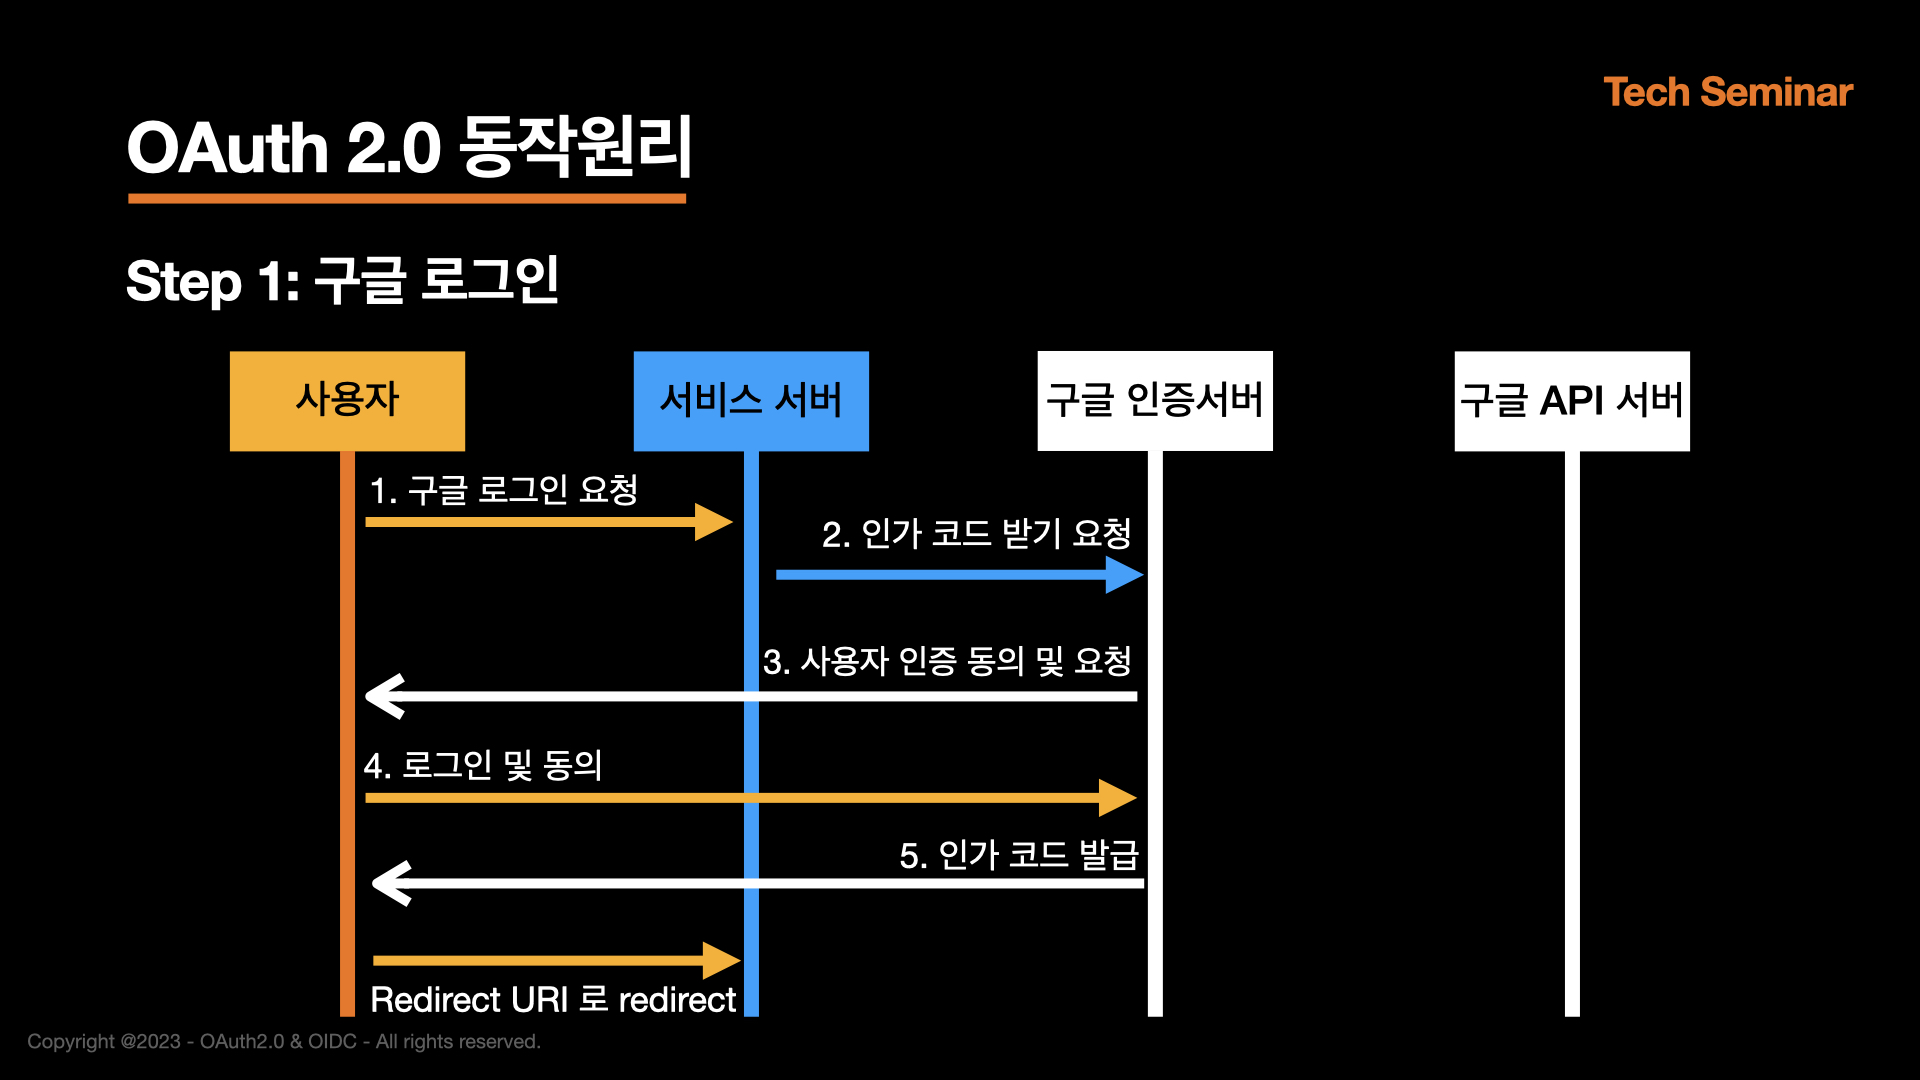 Tech Seminar
OAuth 2.0 동작원리
Step 1: 구글 로그인
사용자
서비스 서버
구글 인증서버
구글 API 서버
1. 구글 로그인 요청
2. 인가 코드 받기 요청
3. 사용자 인증 동의 및 요청
4. 로그인 및 동의
5. 인가 코드 발급
Redirect URI 로 redirect
Copyright @2023 - OAuth2.0 & OIDC - All rights reserved.